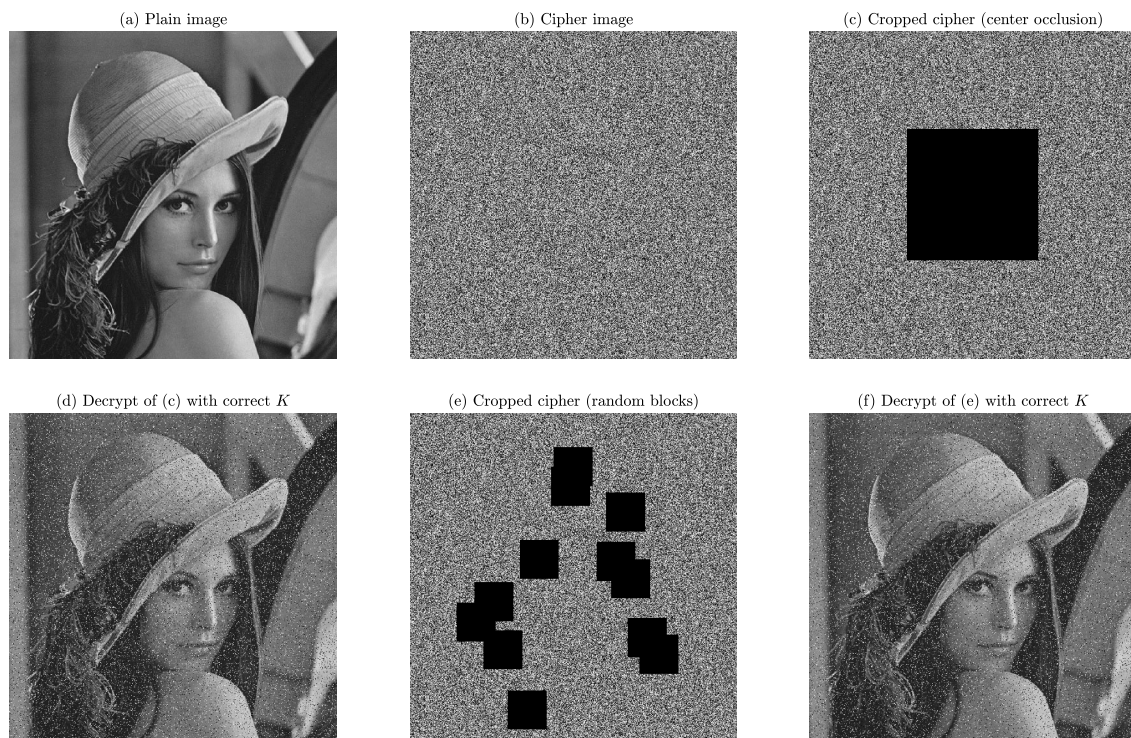 (a) Plain image
(b) Cipher image
(c) Cropped cipher (center occlusion)
(d) Decrypt of (c) with correct K
(e) Cropped cipher (random blocks)
(f) Decrypt of (e) with correct K